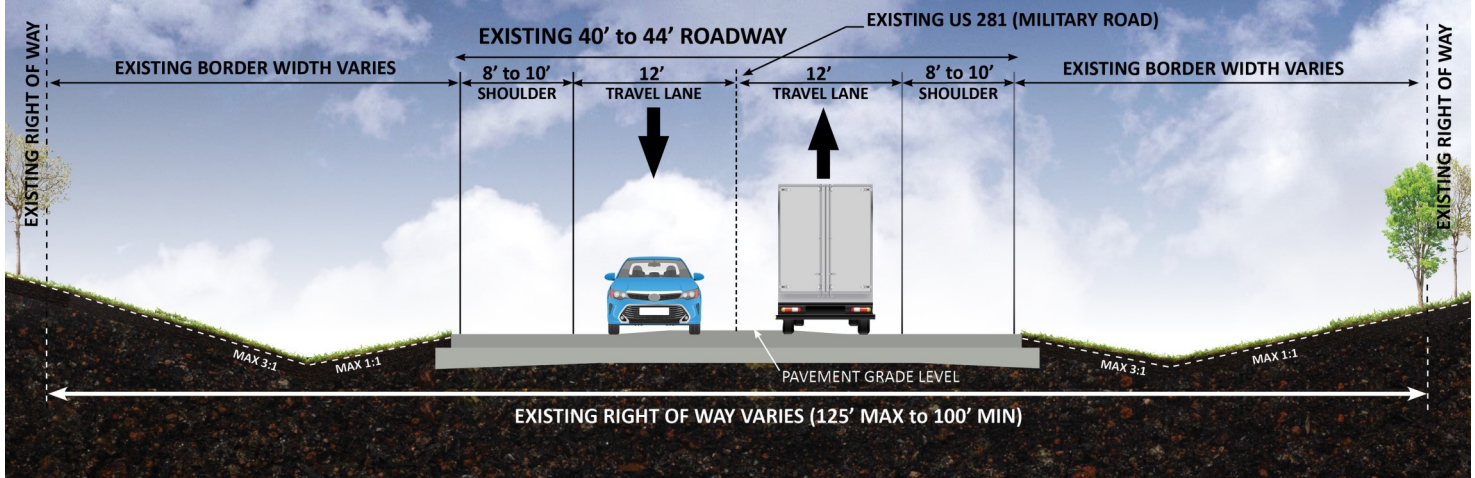 EXISTING US 281 (MILITARY ROAD)
EXISTING 40’ to 44’ ROADWAY
EXISTING RIGHT OF WAY
EXISTING BORDER WIDTH VARIES
8’ to 10’
SHOULDER
12’
TRAVEL LANE
12’
TRAVEL LANE
8’ to 10’
SHOULDER
EXISTING BORDER WIDTH VARIES
EXISTING RIGHT OF WAY
MAX 3:1
MAX 1:1
MAX 3:1
MAX 1:1
PAVEMENT GRADE LEVEL
EXISTING RIGHT OF WAY VARIES (125’ MAX to 100’ MIN)